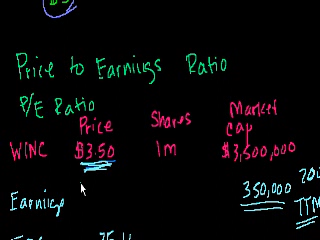 Price to Earnings Ratio
P/E Ratio
Price Shares Market Cap
WINC $3.50 1m $3,500,000
350,000
Earnings TTM